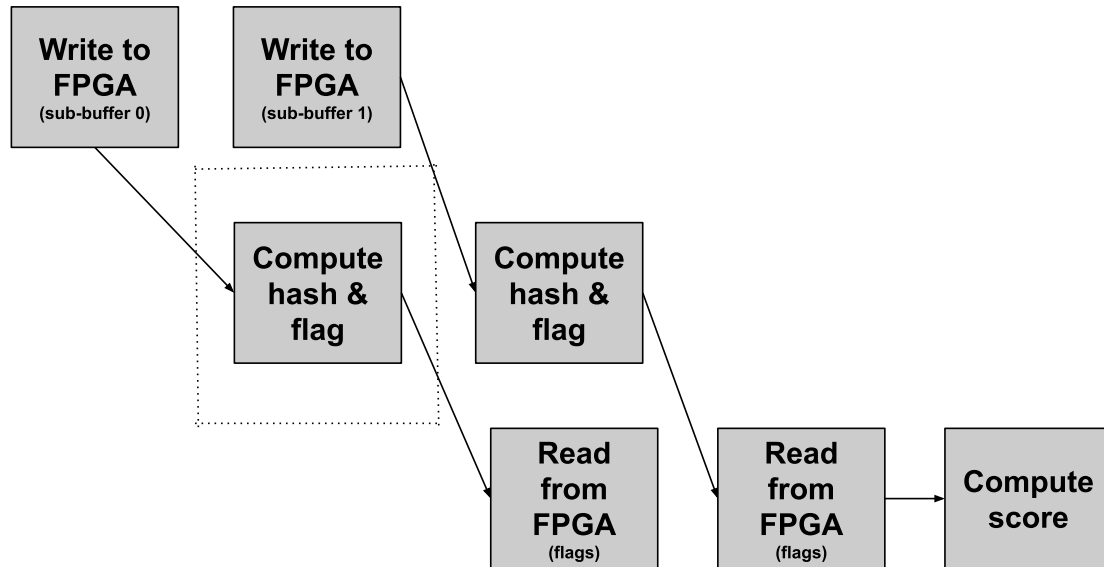 Write to
FPGA
(sub-buffer 0)
Write to
FPGA
(sub-buffer 1)
Compute
hash &
flag
Compute
hash &
flag
Read
from
FPGA
(flags)
Read
from
FPGA
(flags)
Compute
score